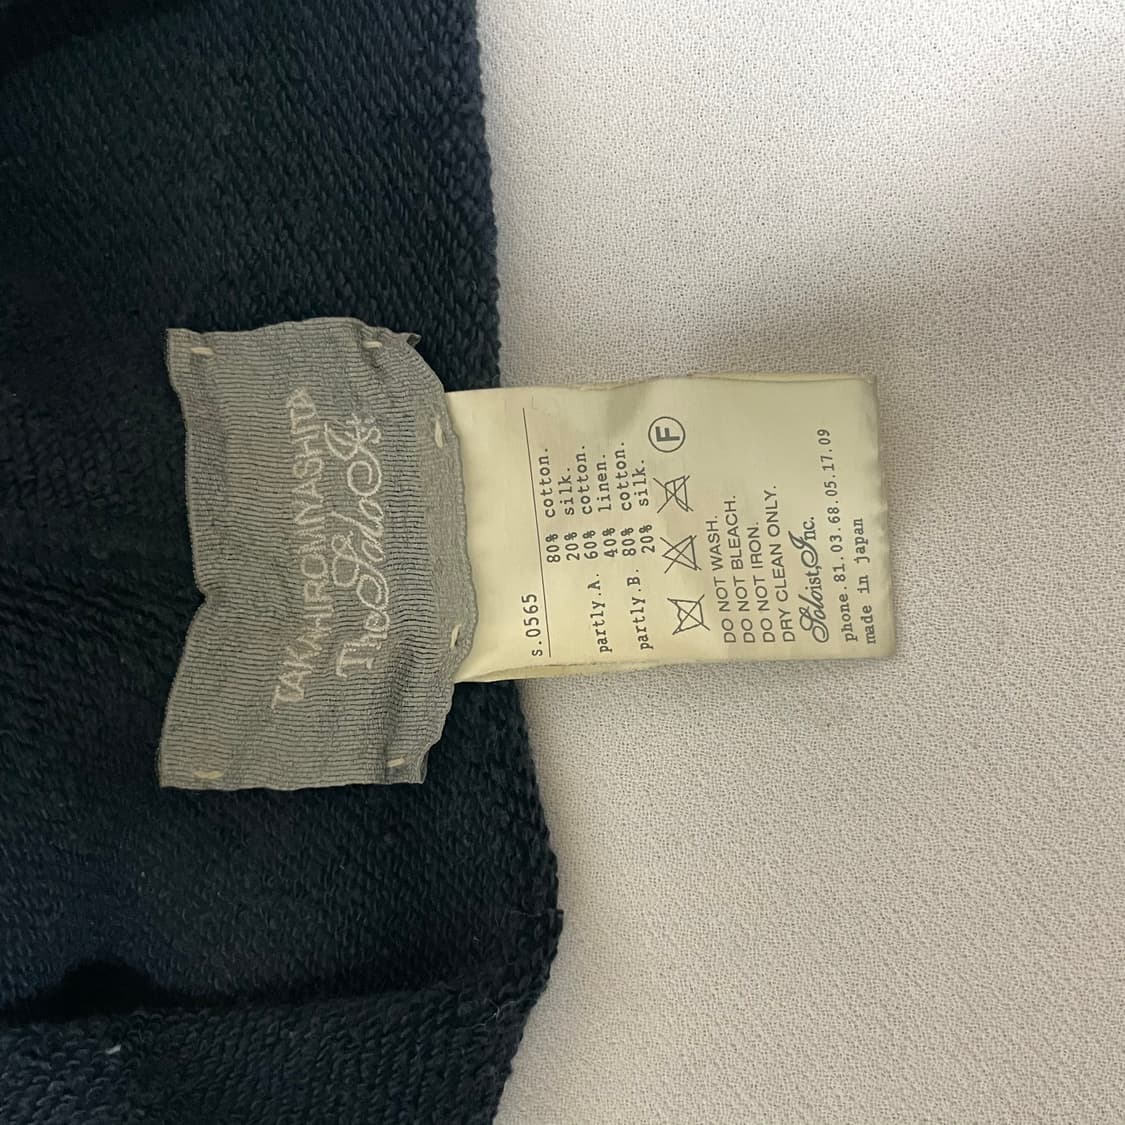 TAKAHIROMIYASHITA
TheSoloIst.
s.0565
80% cotton.
20% silk.
partly.A. 60% cotton.
40% linen.
partly.B. 80% cotton.
20% silk.
F
DO NOT WASH.
DO NOT BLEACH.
DO NOT IRON.
DRY CLEAN ONLY.
Soloist,Inc.
phone.81.03.68.05.17.09
made in japan